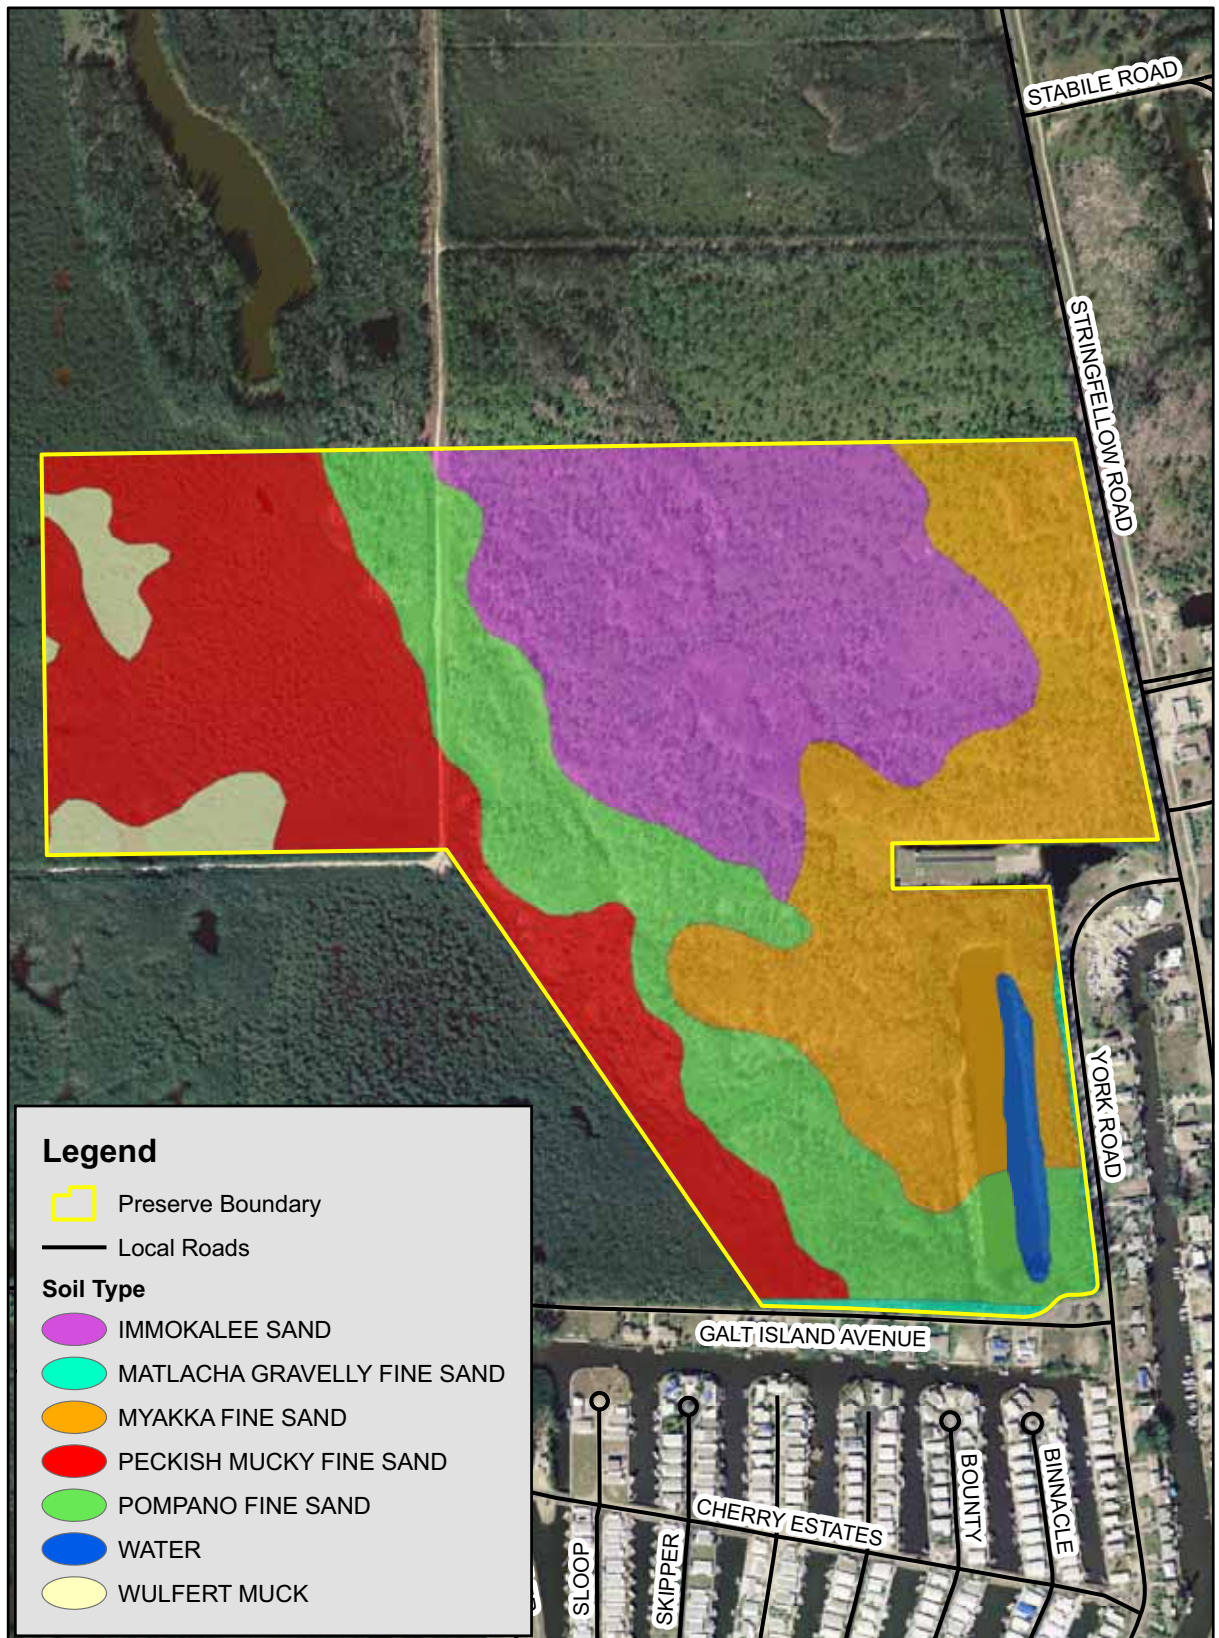 STABILE ROAD
STRINGFELLOW ROAD
YORK ROAD
Legend
Preserve Boundary
Local Roads
Soil Type
IMMOKALEE SAND
MATLACHA GRAVELLY FINE SAND
MYAKKA FINE SAND
PECKISH MUCKY FINE SAND
POMPANO FINE SAND
WATER
WULFERT MUCK
GALT ISLAND AVENUE
CHERRY ESTATES
SLOOP
SKIPPER
BOUNTY
BINNACLE